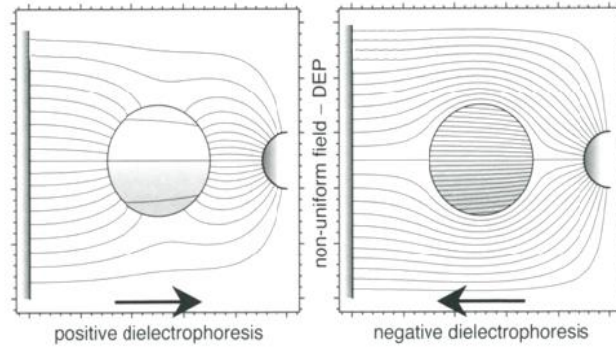 non-uniform field – DEP
positive dielectrophoresis
negative dielectrophoresis